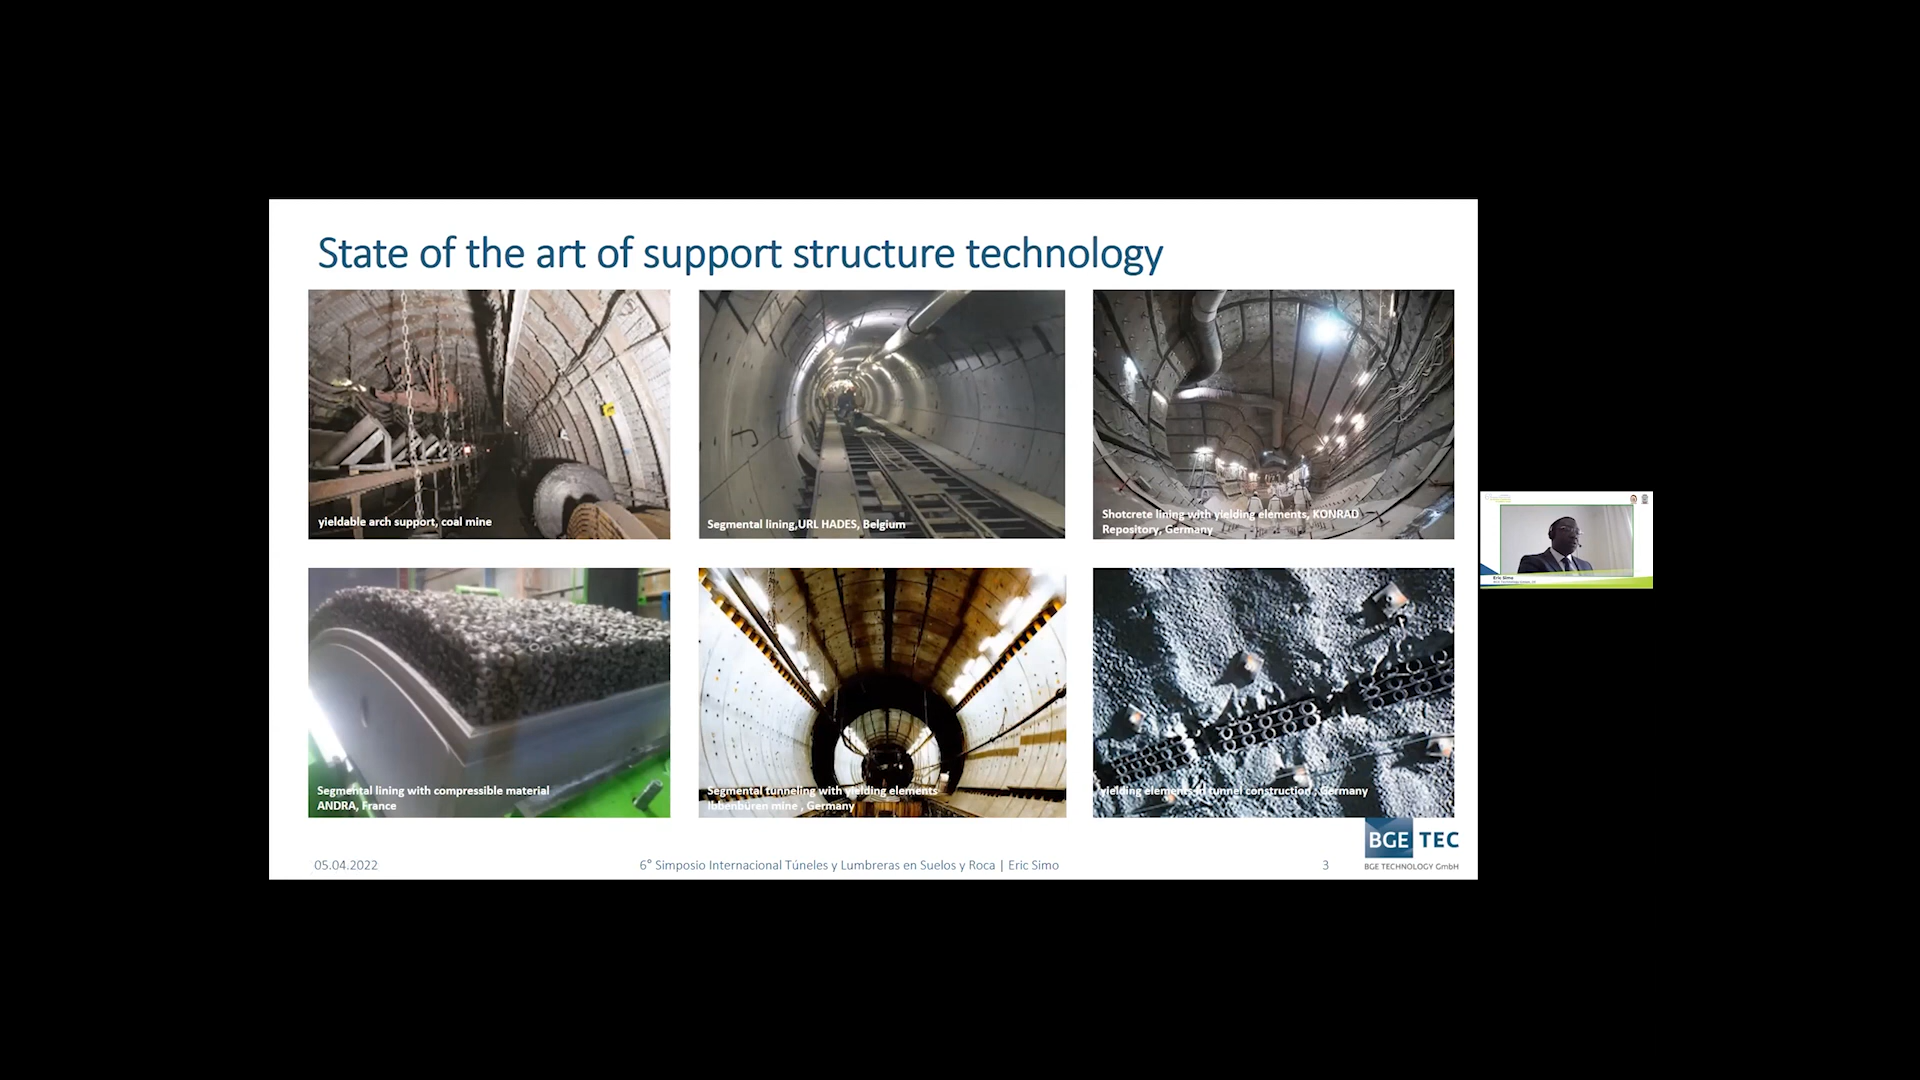 State of the art of support structure technology
yieldable arch support, coal mine
Segmental lining,URL HADES, Belgium
Shotcrete lining with yielding elements, KONRAD
Repository, Germany
Segmental lining with compressible material
ANDRA, France
Segmental tunneling with yielding elements
Ibbenbüren mine , Germany
yielding elements in tunnel construction , Germany
BGE TEC
BGE TECHNOLOGY GmbH
05.04.2022
6° Simposio Internacional Túneles y Lumbreras en Suelos y Roca | Eric Simo
3
Eric Simo